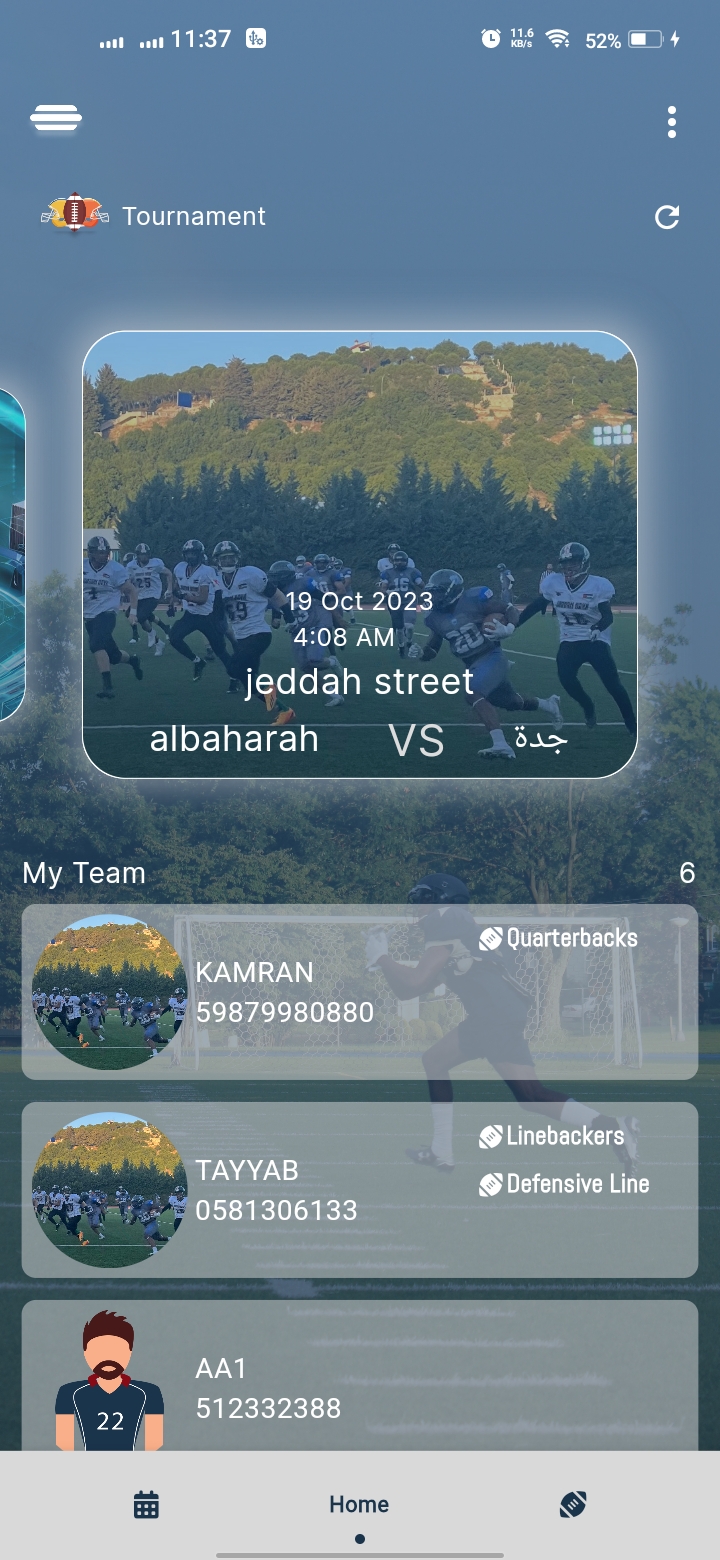 11:37
11.6
KB/s
52%
Tournament
19 Oct 2023
4:08 AM
jeddah street
albaharah VS جدة
My Team 6
Quarterbacks
KAMRAN
59879980880
Linebackers
TAYYAB
Defensive Line
0581306133
AA1
512332388
22
Home